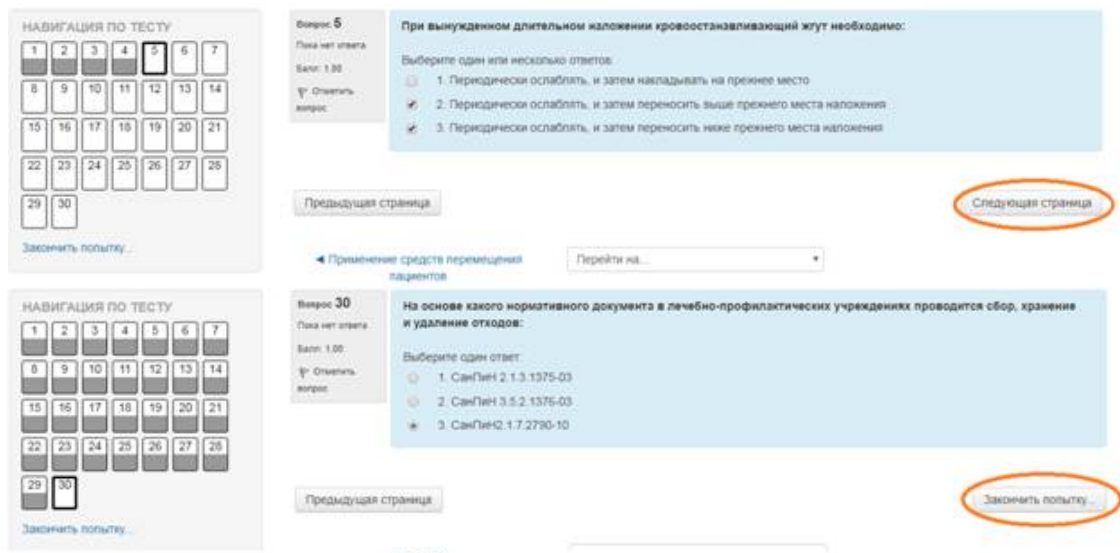 НАВИГАЦИЯ ПО ТЕСТУ
1 2 3 4 5 6 7
8 9 10 11 12 13 14
15 16 17 18 19 20 21
22 23 24 25 26 27 28
29 30
Закончить попытку...
Вопрос 5
Пока нет ответа
Балл: 1.00
Отметить
вопрос
При вынужденном длительном наложении кровоостанавливающий жгут необходимо:
Выберите один или несколько ответов:
1. Периодически ослаблять, и затем накладывать на прежнее место
2. Периодически ослаблять, и затем переносить выше прежнего места наложения
3. Периодически ослаблять, и затем переносить ниже прежнего места наложения
Предыдущая страница
Следующая страница
◄ Применение средств перемещения
пациентов
Перейти на...
НАВИГАЦИЯ ПО ТЕСТУ
1 2 3 4 5 6 7
8 9 10 11 12 13 14
15 16 17 18 19 20 21
22 23 24 25 26 27 28
29 30
Закончить попытку...
Вопрос 30
Пока нет ответа
Балл: 1.00
Отметить
вопрос
На основе какого нормативного документа в лечебно-профилактических учреждениях проводится сбор, хранение
и удаление отходов:
Выберите один ответ:
1. СанПиН 2.1.3.1375-03
2. СанПиН 3.5.2.1376-03
3. СанПиН2.1.7.2790-10
Предыдущая страница
Закончить попытку...